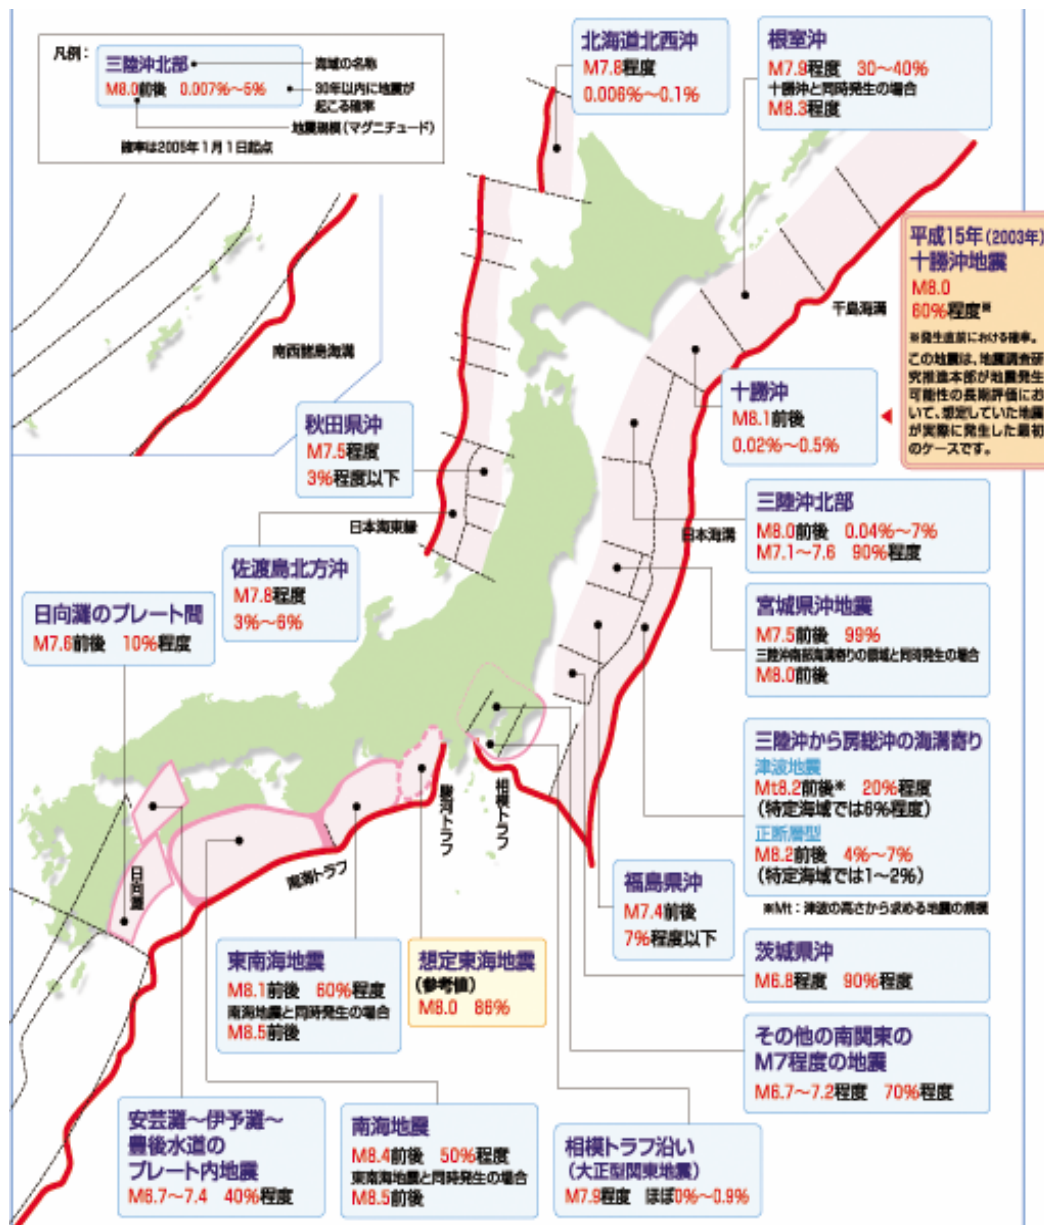 凡例：
三陸沖北部
M8.0前後 0.007%～5%
海域の名称
30年以内に地震が
起こる確率
地震規模（マグニチュード）
確率は2005年1月1日起点
北海道北西沖
M7.8程度
0.006%～0.1%
根室沖
M7.9程度 30～40%
十勝沖と同時発生の場合
M8.3程度
平成15年（2003年）
十勝沖地震
M8.0
60%程度※
※発生直前における確率。
この地震は、地震調査研
究推進本部が地震発生
可能性の長期評価にお
いて、想定していた地震
が実際に発生した最初
のケースです。
千島海溝
南西諸島海溝
十勝沖
M8.1前後
0.02%～0.5%
秋田県沖
M7.5程度
3%程度以下
日本海東縁
日本海溝
三陸沖北部
M8.0前後 0.04%～7%
M7.1～7.6 90%程度
佐渡島北方沖
M7.8程度
3%～6%
日向灘のプレート間
M7.6前後 10%程度
宮城県沖地震
M7.5前後 99%
三陸沖南部海溝寄りの領域と同時発生の場合
M8.0前後
三陸沖から房総沖の海溝寄り
津波地震
Mt8.2前後※ 20%程度
（特定海域では6%程度）
正断層型
M8.2前後 4%～7%
（特定海域では1～2%）
※Mt：津波の高さから求める地震の規模
駿河トラフ
相模トラフ
南海トラフ
日向灘
福島県沖
M7.4前後
7%程度以下
東南海地震
M8.1前後 60%程度
南海地震と同時発生の場合
M8.5前後
想定東海地震
（参考値）
M8.0 86%
茨城県沖
M6.8程度 90%程度
その他の南関東の
M7程度の地震
M6.7～7.2程度 70%程度
安芸灘～伊予灘～
豊後水道の
プレート内地震
M6.7～7.4 40%程度
南海地震
M8.4前後 50%程度
東南海地震と同時発生の場合
M8.5前後
相模トラフ沿い
（大正型関東地震）
M7.9程度 ほぼ0%～0.9%